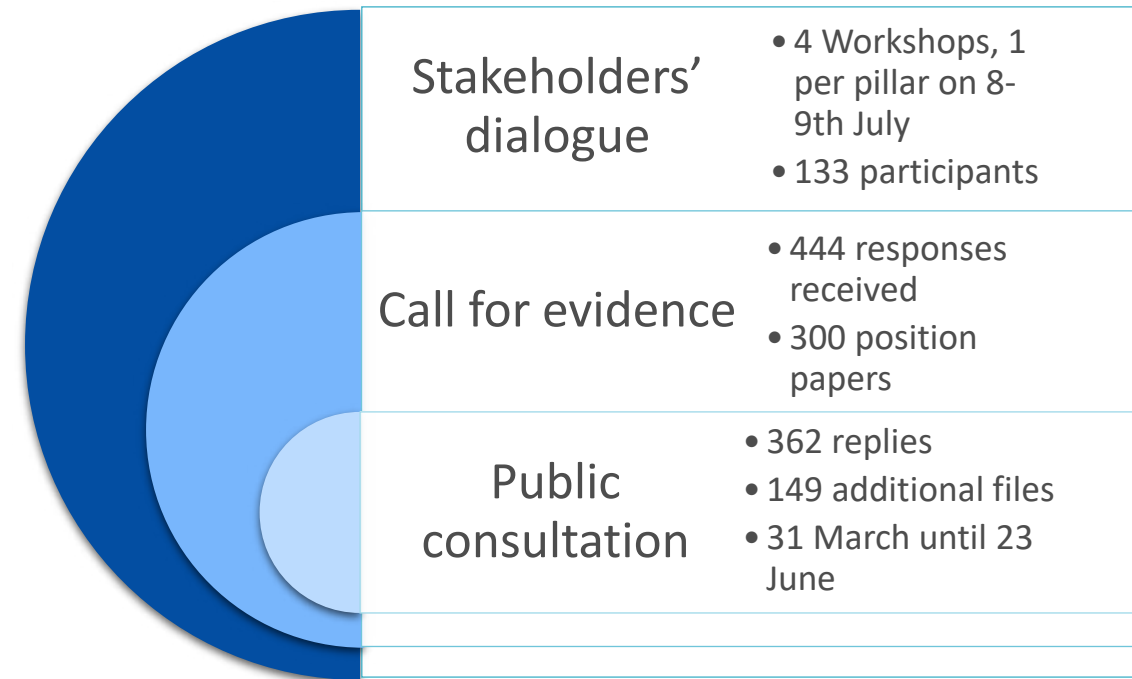 Stakeholders’
dialogue
• 4 Workshops, 1
per pillar on 8-
9th July
• 133 participants
Call for evidence
• 444 responses
received
• 300 position
papers
Public
consultation
• 362 replies
• 149 additional files
• 31 March until 23
June